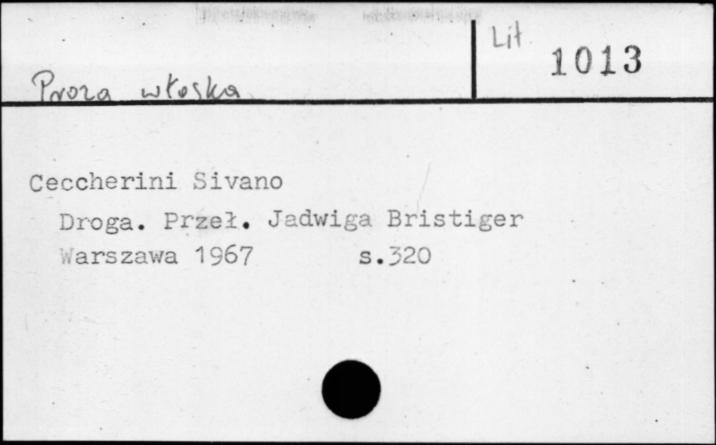 Lit
1013
Proza włoska
Ceccherini Sivano
Droga. Przeł. Jadwiga Bristiger
Warszawa 1967 s.320